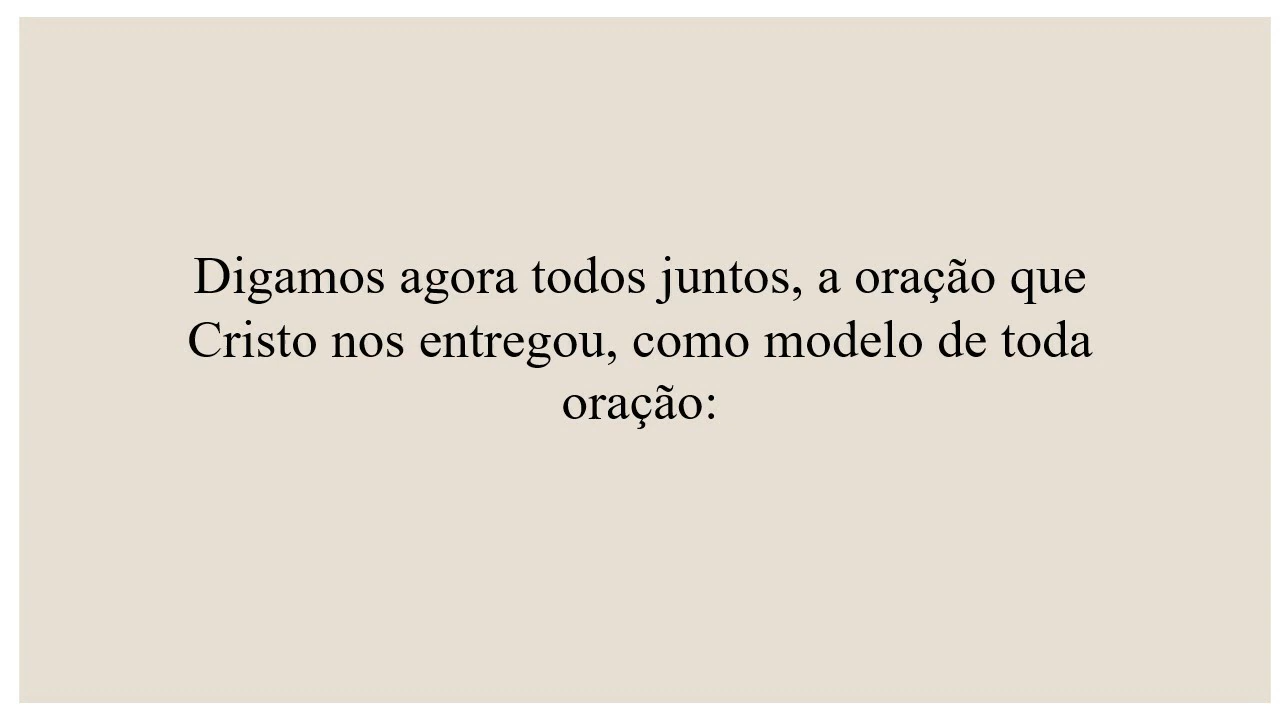 Digamos agora todos juntos, a oração que
Cristo nos entregou, como modelo de toda
oração: